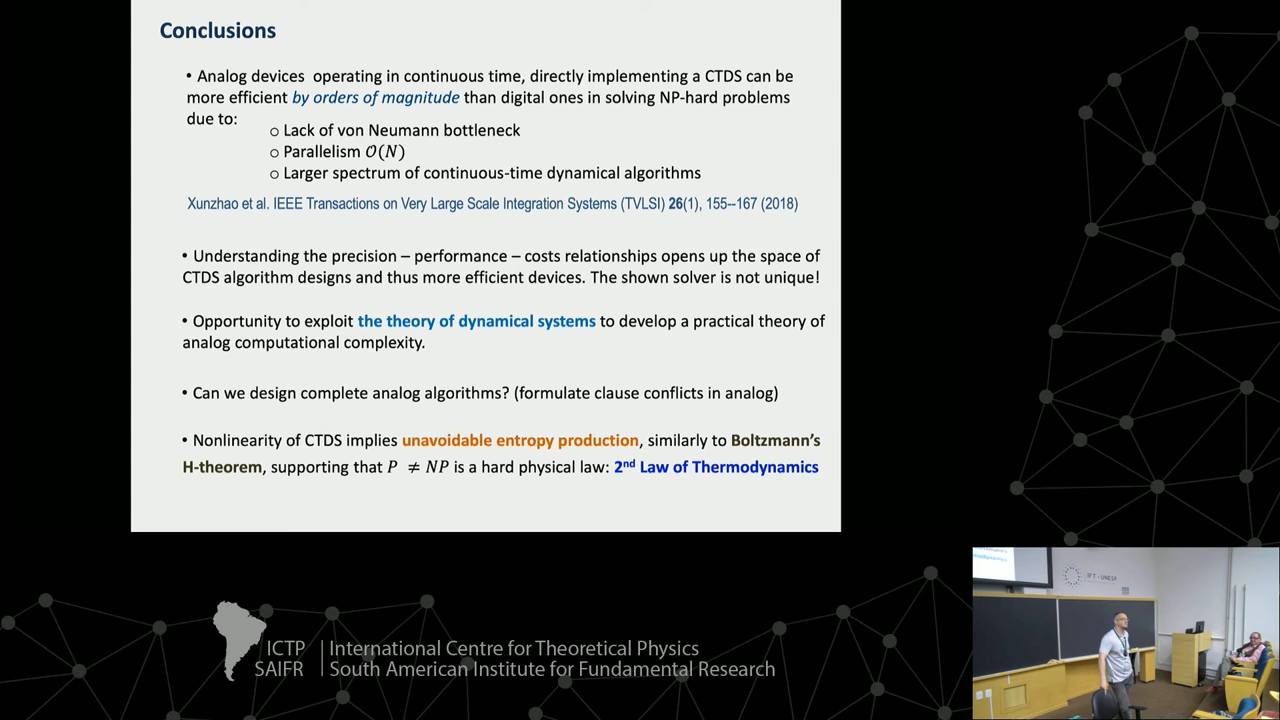 Conclusions
• Analog devices operating in continuous time, directly implementing a CTDS can be
more efficient by orders of magnitude than digital ones in solving NP-hard problems
due to:
o Lack of von Neumann bottleneck
o Parallelism 𝒪(N)
o Larger spectrum of continuous-time dynamical algorithms
Xunzhao et al. IEEE Transactions on Very Large Scale Integration Systems (TVLSI) 26(1), 155--167 (2018)
• Understanding the precision – performance – costs relationships opens up the space of
CTDS algorithm designs and thus more efficient devices. The shown solver is not unique!
• Opportunity to exploit the theory of dynamical systems to develop a practical theory of
analog computational complexity.
• Can we design complete analog algorithms? (formulate clause conflicts in analog)
• Nonlinearity of CTDS implies unavoidable entropy production, similarly to Boltzmann's
H-theorem, supporting that P ≠ NP is a hard physical law: 2nd Law of Thermodynamics
IFT - UNESP
ICTP | International Centre for Theoretical Physics
SAIFR | South American Institute for Fundamental Research